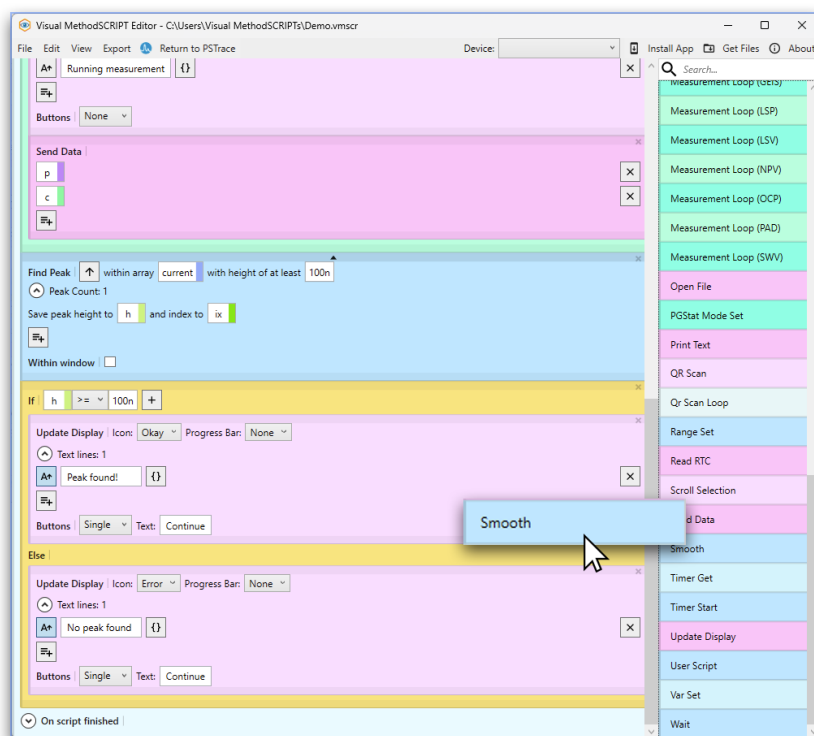 Visual MethodSCRIPT Editor - C:\Users\Visual MethodSCRIPTs\Demo.vmscr
File Edit View Export Return to PSTrace Device: Install App Get Files About
A Running measurement {}
Buttons None
Send Data
p
c
Find Peak within array current with height of at least 100n
Peak Count: 1
Save peak height to h and index to ix
Within window
If h >= 100n +
Update Display Icon: Okay Progress Bar: None
Text lines: 1
A Peak found! {}
Buttons Single Text: Continue
Else
Update Display Icon: Error Progress Bar: None
Text lines: 1
A No peak found {}
Buttons Single Text: Continue
On script finished
Search...
Measurement Loop (GEIS)
Measurement Loop (LSP)
Measurement Loop (LSV)
Measurement Loop (NPV)
Measurement Loop (OCP)
Measurement Loop (PAD)
Measurement Loop (SWV)
Open File
PGStat Mode Set
Print Text
QR Scan
Qr Scan Loop
Range Set
Read RTC
Scroll Selection
d Data
Smooth
Smooth
Timer Get
Timer Start
Update Display
User Script
Var Set
Wait